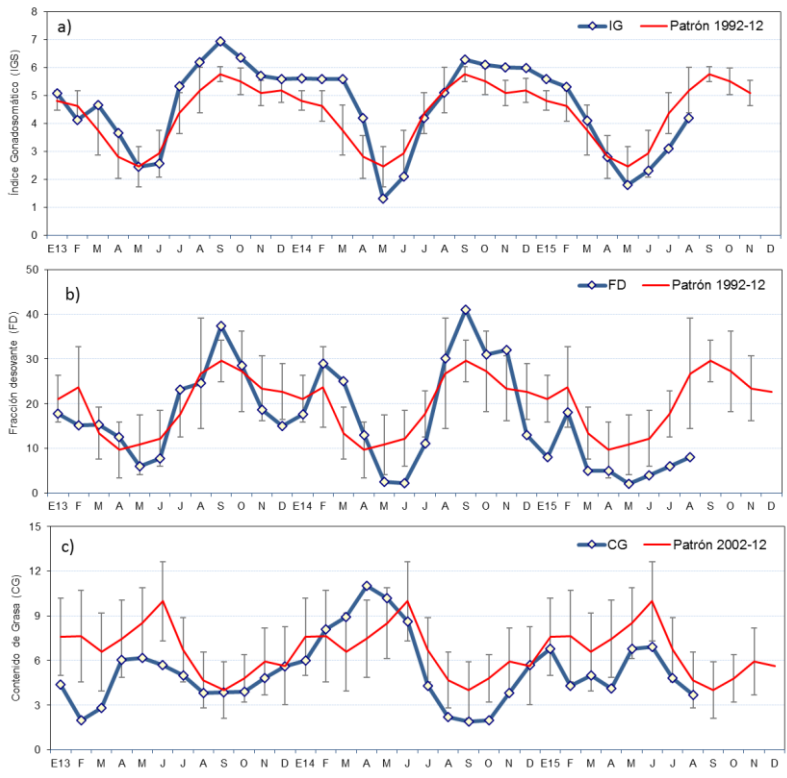 a)
IG
Patrón 1992-12
Índice Gonadosomático (IGS)
8
7
6
5
4
3
2
1
0
E13 F M A M J J A S O N D E14 F M A M J J A S O N D E15 F M A M J J A S O N D
b)
FD
Patrón 1992-12
Fracción desovante (FD)
50
40
30
20
10
0
E13 F M A M J J A S O N D E14 F M A M J J A S O N D E15 F M A M J J A S O N D
c)
CG
Patrón 2002-12
Contenido de Grasa (CG)
15
12
9
6
3
0
E13 F M A M J J A S O N D E14 F M A M J J A S O N D E15 F M A M J J A S O N D